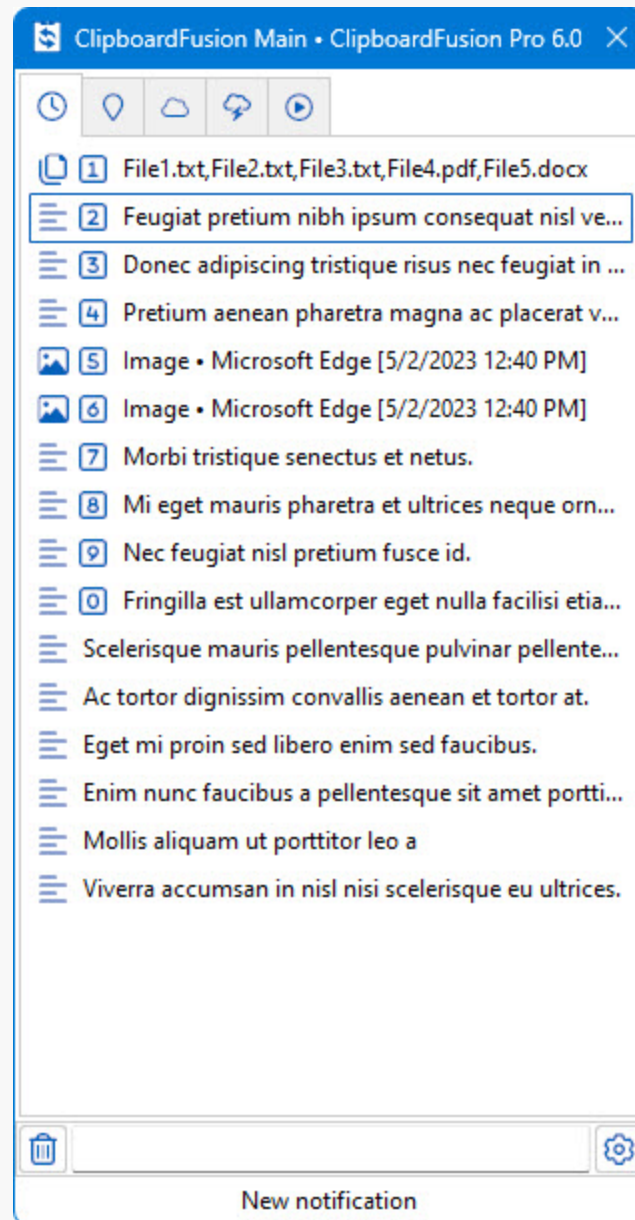 ClipboardFusion Main • ClipboardFusion Pro 6.0
1 File1.txt,File2.txt,File3.txt,File4.pdf,File5.docx
2 Feugiat pretium nibh ipsum consequat nisl ve...
3 Donec adipiscing tristique risus nec feugiat in ...
4 Pretium aenean pharetra magna ac placerat v...
5 Image • Microsoft Edge [5/2/2023 12:40 PM]
6 Image • Microsoft Edge [5/2/2023 12:40 PM]
7 Morbi tristique senectus et netus.
8 Mi eget mauris pharetra et ultrices neque orn...
9 Nec feugiat nisl pretium fusce id.
0 Fringilla est ullamcorper eget nulla facilisi etia...
Scelerisque mauris pellentesque pulvinar pellente...
Ac tortor dignissim convallis aenean et tortor at.
Eget mi proin sed libero enim sed faucibus.
Enim nunc faucibus a pellentesque sit amet portti...
Mollis aliquam ut porttitor leo a
Viverra accumsan in nisl nisi scelerisque eu ultrices.
New notification